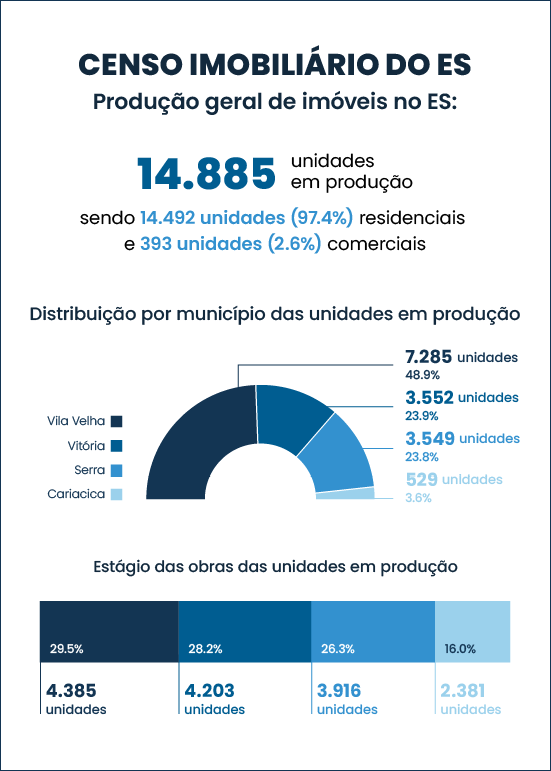 CENSO IMOBILIÁRIO DO ES
Produção geral de imóveis no ES:
14.885 unidades
em produção
sendo 14.492 unidades (97.4%) residenciais
e 393 unidades (2.6%) comerciais
Distribuição por município das unidades em produção
7.285 unidades
48.9%
3.552 unidades
23.9%
3.549 unidades
23.8%
529 unidades
3.6%
Vila Velha
Vitória
Serra
Cariacica
Estágio das obras das unidades em produção
29.5% 28.2% 26.3% 16.0%
4.385 4.203 3.916 2.381
unidades unidades unidades unidades